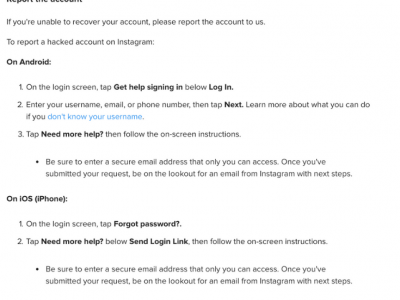 Report the account
If you're unable to recover your account, please report the account to us.
To report a hacked account on Instagram:
On Android:
1. On the login screen, tap Get help signing in below Log In.
2. Enter your username, email, or phone number, then tap Next. Learn more about what you can do
if you don't know your username.
3. Tap Need more help? then follow the on-screen instructions.
• Be sure to enter a secure email address that only you can access. Once you've
submitted your request, be on the lookout for an email from Instagram with next steps.
On iOS (iPhone):
1. On the login screen, tap Forgot password?.
2. Tap Need more help? below Send Login Link, then follow the on-screen instructions.
• Be sure to enter a secure email address that only you can access. Once you've
submitted your request, be on the lookout for an email from Instagram with next steps.